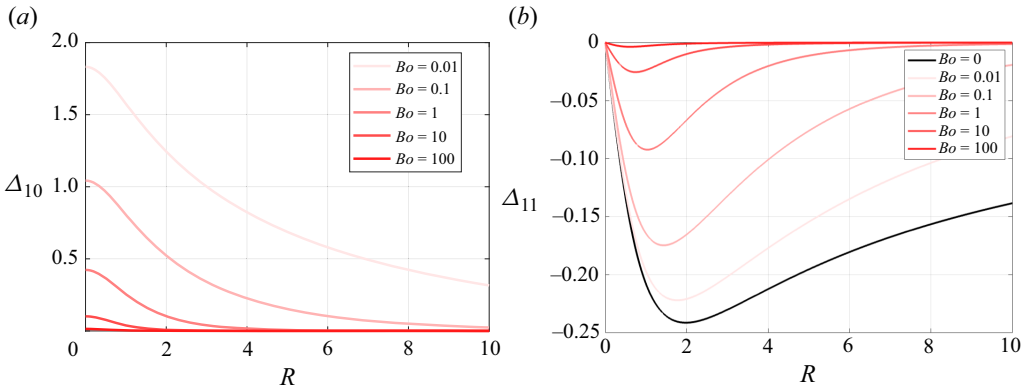 (a)
2.0
1.5
Δ10
1.0
0.5
0
2
4
6
8
10
R
Bo = 0.01
Bo = 0.1
Bo = 1
Bo = 10
Bo = 100
(b)
0
−0.05
−0.10
Δ11
−0.15
−0.20
−0.25
0
2
4
6
8
10
R
Bo = 0
Bo = 0.01
Bo = 0.1
Bo = 1
Bo = 10
Bo = 100